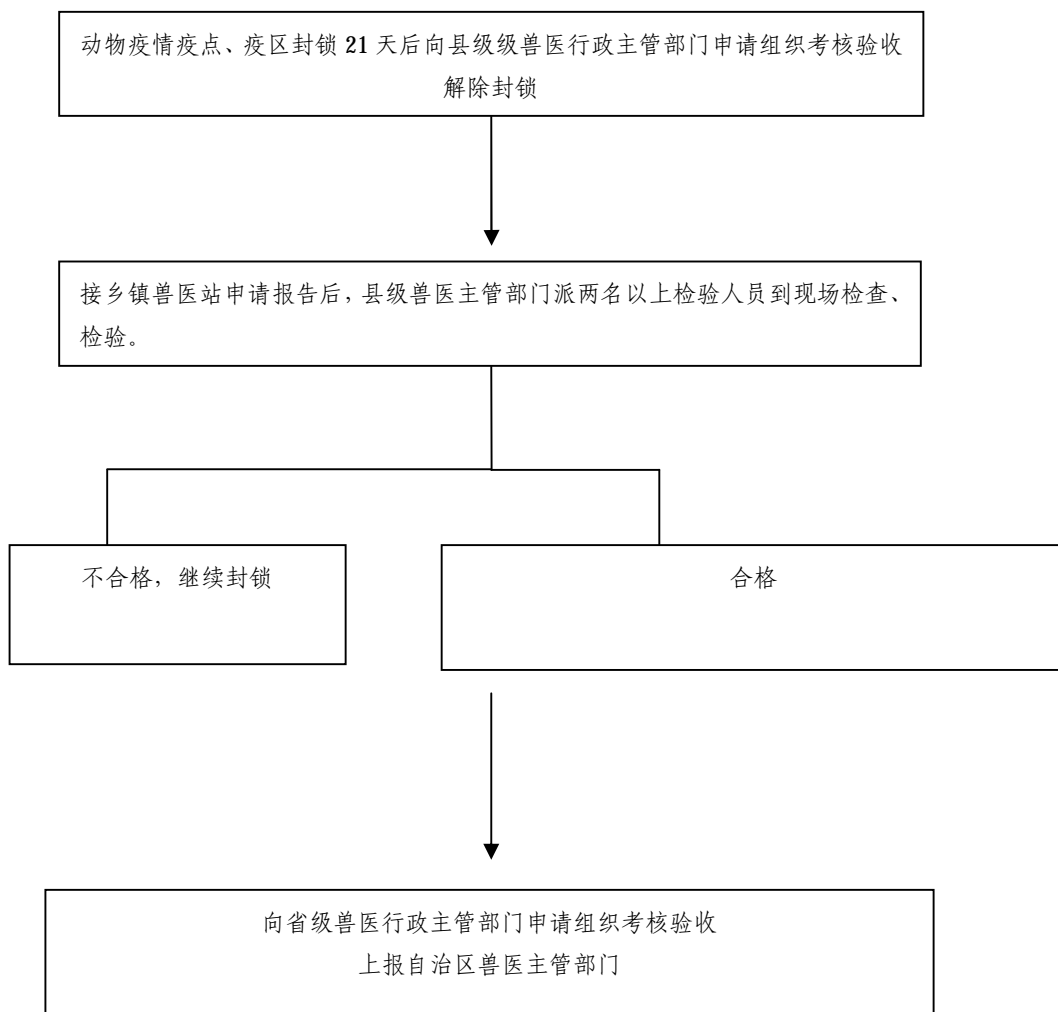 动物疫情疫点、疫区封锁 21 天后向县级级兽医行政主管部门申请组织考核验收
解除封锁
接乡镇兽医站申请报告后，县级兽医主管部门派两名以上检验人员到现场检查、
检验。
不合格，继续封锁
合格
向省级兽医行政主管部门申请组织考核验收
上报自治区兽医主管部门